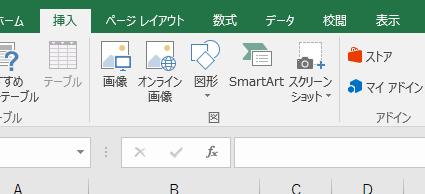 ホーム 挿入 ページ レイアウト 数式 データ 校閲 表示
すめ
テーブル
テーブル
画像
オンライン
画像
図形
SmartArt
スクリーン
ショット
ストア
マイ アドイン
ーブル
図
アドイン
fx
A B C D